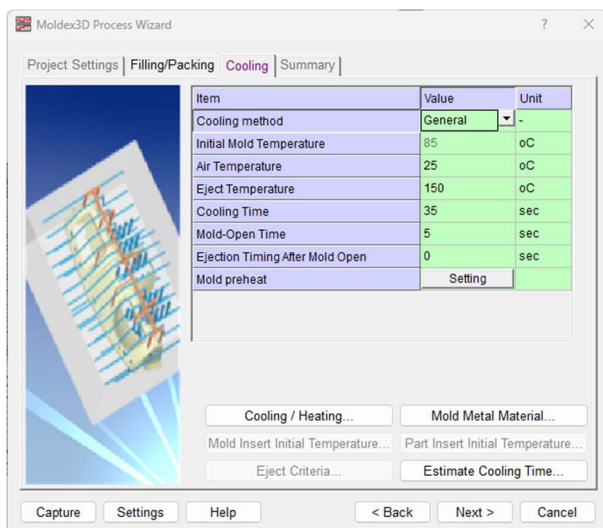 Moldex3D Process Wizard ? ×
Project Settings Filling/Packing Cooling Summary
Item Value Unit
Cooling method General -
Initial Mold Temperature 85 oC
Air Temperature 25 oC
Eject Temperature 150 oC
Cooling Time 35 sec
Mold-Open Time 5 sec
Ejection Timing After Mold Open 0 sec
Mold preheat Setting
Cooling / Heating... Mold Metal Material...
Mold Insert Initial Temperature... Part Insert Initial Temperature...
Eject Criteria... Estimate Cooling Time...
Capture Settings Help < Back Next > Cancel